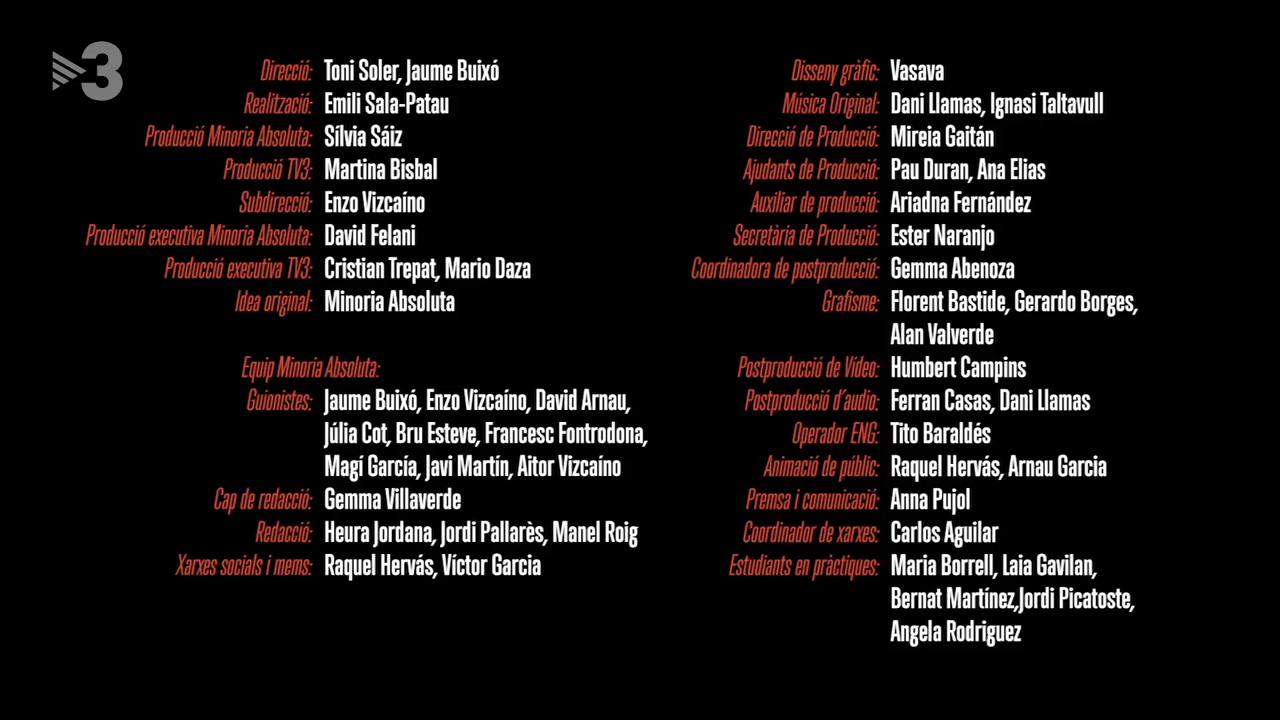 3
Direcció: Toni Soler, Jaume Buixó
Realització: Emili Sala-Patau
Producció Minoria Absoluta: Sílvia Sáiz
Producció TV3: Martina Bisbal
Subdirecció: Enzo Vizcaíno
Producció executiva Minoria Absoluta: David Felani
Producció executiva TV3: Cristian Trepat, Mario Daza
Idea original: Minoria Absoluta
Equip Minoria Absoluta:
Guionistes: Jaume Buixó, Enzo Vizcaíno, David Arnau,
Júlia Cot, Bru Esteve, Francesc Fontrodona,
Magí García, Javi Martín, Aitor Vizcaíno
Cap de redacció: Gemma Villaverde
Redacció: Heura Jordana, Jordi Pallarès, Manel Roig
Xarxes socials i mems: Raquel Hervás, Víctor Garcia
Disseny gràfic: Vasava
Música Original: Dani Llamas, Ignasi Taltavull
Direcció de Producció: Mireia Gaitán
Ajudants de Producció: Pau Duran, Ana Elias
Auxiliar de producció: Ariadna Fernández
Secretària de Producció: Ester Naranjo
Coordinadora de postproducció: Gemma Abenoza
Grafisme: Florent Bastide, Gerardo Borges,
Alan Valverde
Postproducció de Vídeo: Humbert Campins
Postproducció d'audio: Ferran Casas, Dani Llamas
Operador ENG: Tito Baraldés
Animació de públic: Raquel Hervás, Arnau Garcia
Premsa i comunicació: Anna Pujol
Coordinador de xarxes: Carlos Aguilar
Estudiants en pràctiques: Maria Borrell, Laia Gavilan,
Bernat Martínez,Jordi Picatoste,
Angela Rodriguez